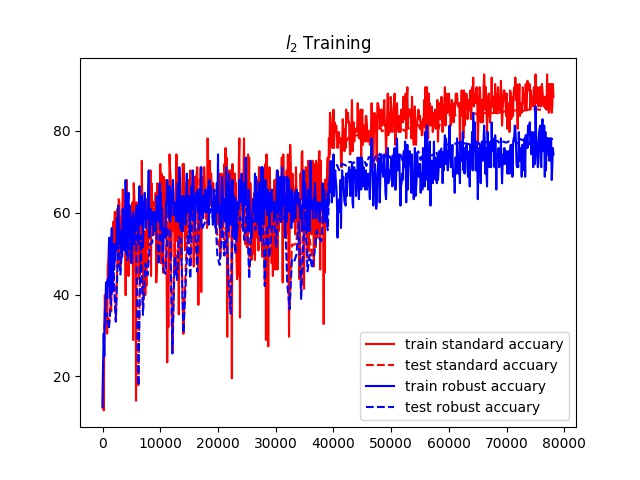 l2 Training
80
60
40
20
0 10000 20000 30000 40000 50000 60000 70000 80000
train standard accuary
test standard accuary
train robust accuary
test robust accuary